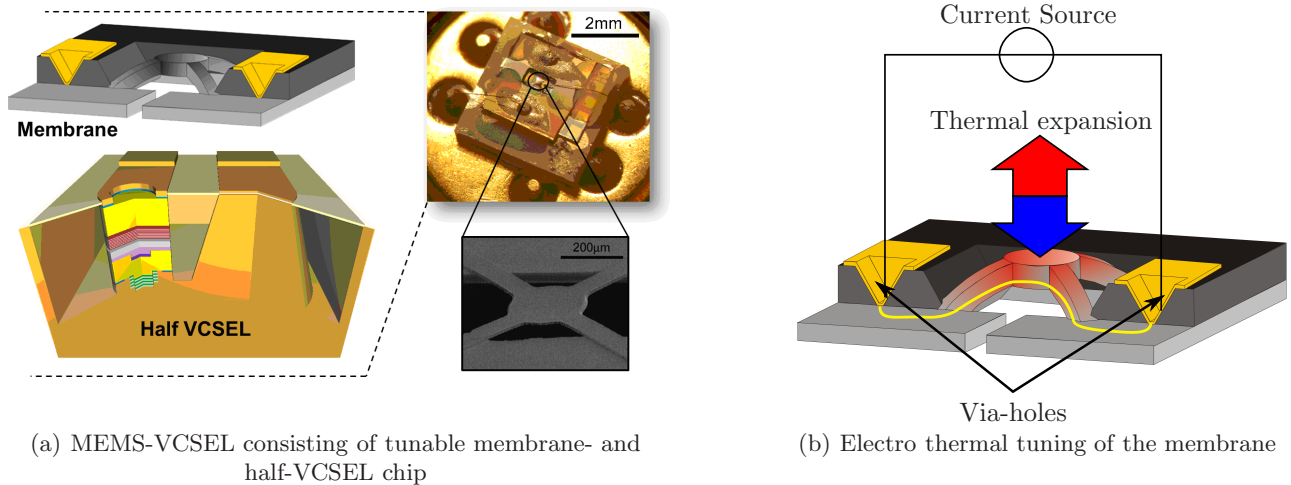 2mm
Membrane
Half VCSEL
200µm
(a) MEMS-VCSEL consisting of tunable membrane- and
half-VCSEL chip
Current Source
Thermal expansion
Via-holes
(b) Electro thermal tuning of the membrane